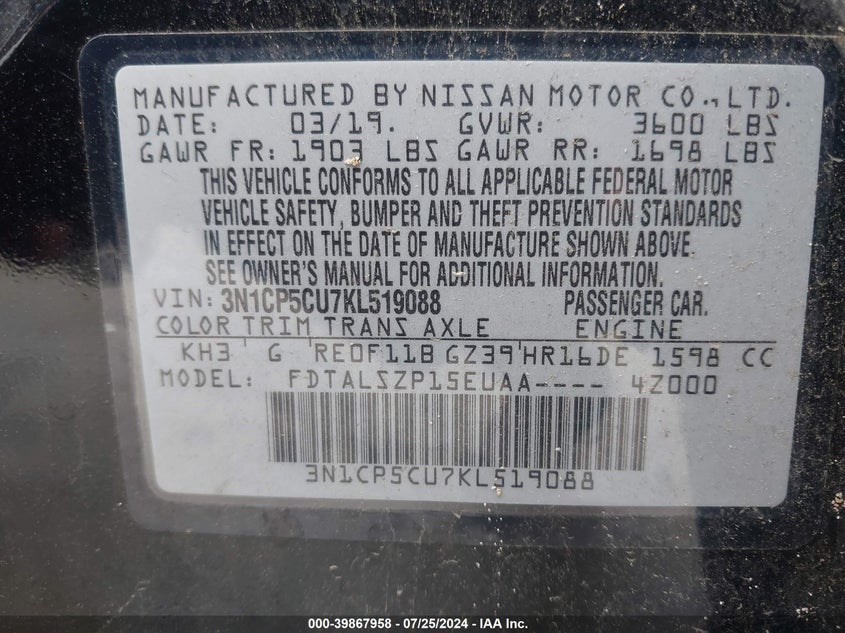 MANUFACTURED BY NISSAN MOTOR CO.,LTD.
DATE: 03/19. GVWR: 3600 LBS
GAWR FR: 1903 LBS GAWR RR: 1698 LBS
THIS VEHICLE CONFORMS TO ALL APPLICABLE FEDERAL MOTOR
VEHICLE SAFETY, BUMPER AND THEFT PREVENTION STANDARDS
IN EFFECT ON THE DATE OF MANUFACTURE SHOWN ABOVE.
SEE OWNER'S MANUAL FOR ADDITIONAL INFORMATION.
VIN: 3N1CP5CU7KL519088 PASSENGER CAR.
COLOR TRIM TRANS AXLE ENGINE
KH3 G RE0F11B GZ39 HR16DE 1598 CC
MODEL: FDTALSZP15EUAA---- 4Z000
3N1CP5CU7KL519088
000-39867958 - 07/25/2024 - IAA Inc.